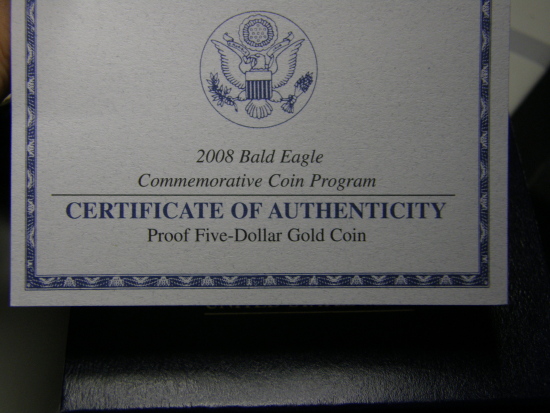 2008 Bald Eagle
Commemorative Coin Program
CERTIFICATE OF AUTHENTICITY
Proof Five-Dollar Gold Coin